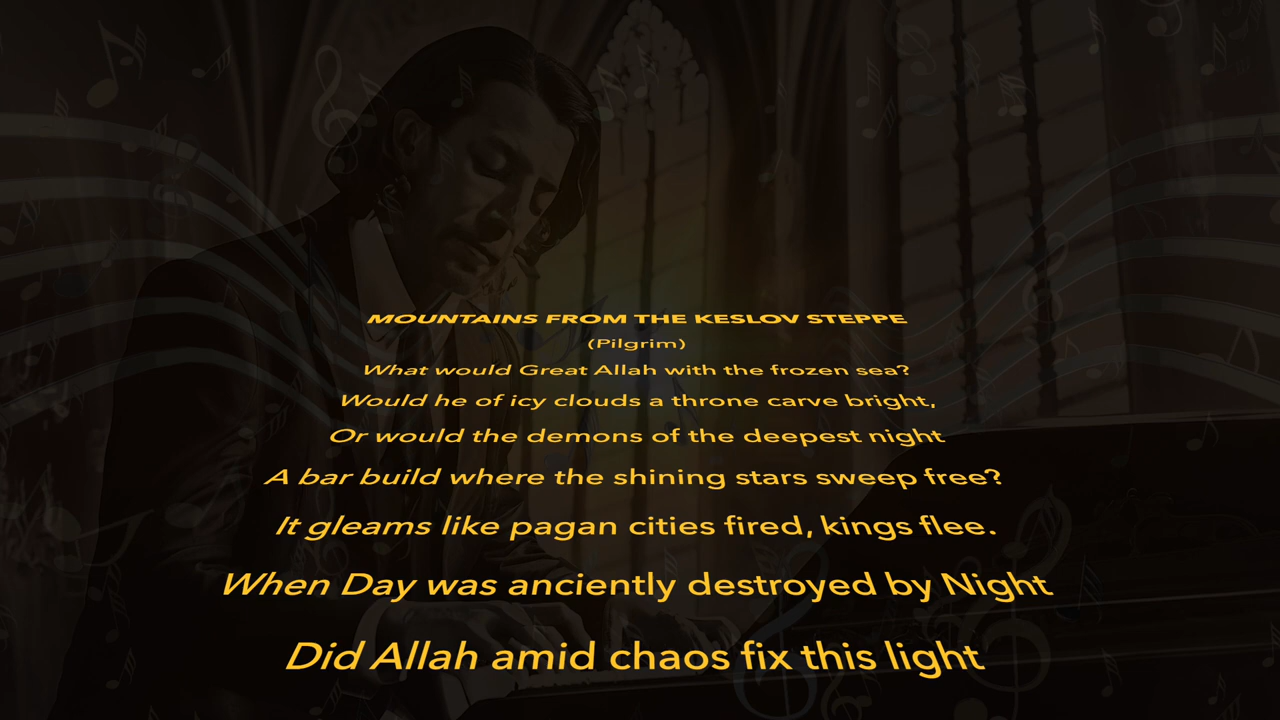 MOUNTAINS FROM THE KESLOV STEPPE
(Pilgrim)
What would Great Allah with the frozen sea?
Would he of icy clouds a throne carve bright,
Or would the demons of the deepest night
A bar build where the shining stars sweep free?
It gleams like pagan cities fired, kings flee.
When Day was anciently destroyed by Night
Did Allah amid chaos fix this light